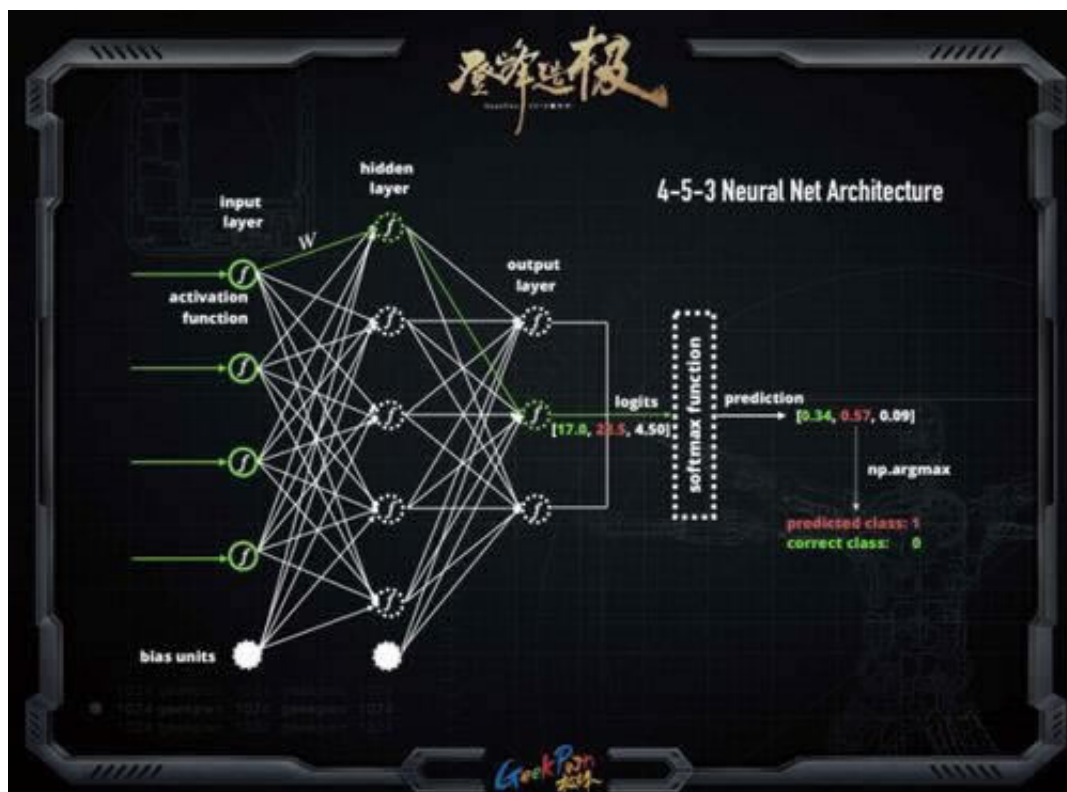 登峰造极
hidden
layer
4-5-3 Neural Net Architecture
input
layer
W
output
layer
activation
function
logits
prediction
[17.0, 28.5, 4.50]
softmax function
[0.34, 0.57, 0.09]
np.argmax
predicted class: 1
correct class: 0
bias units
GeekPwn